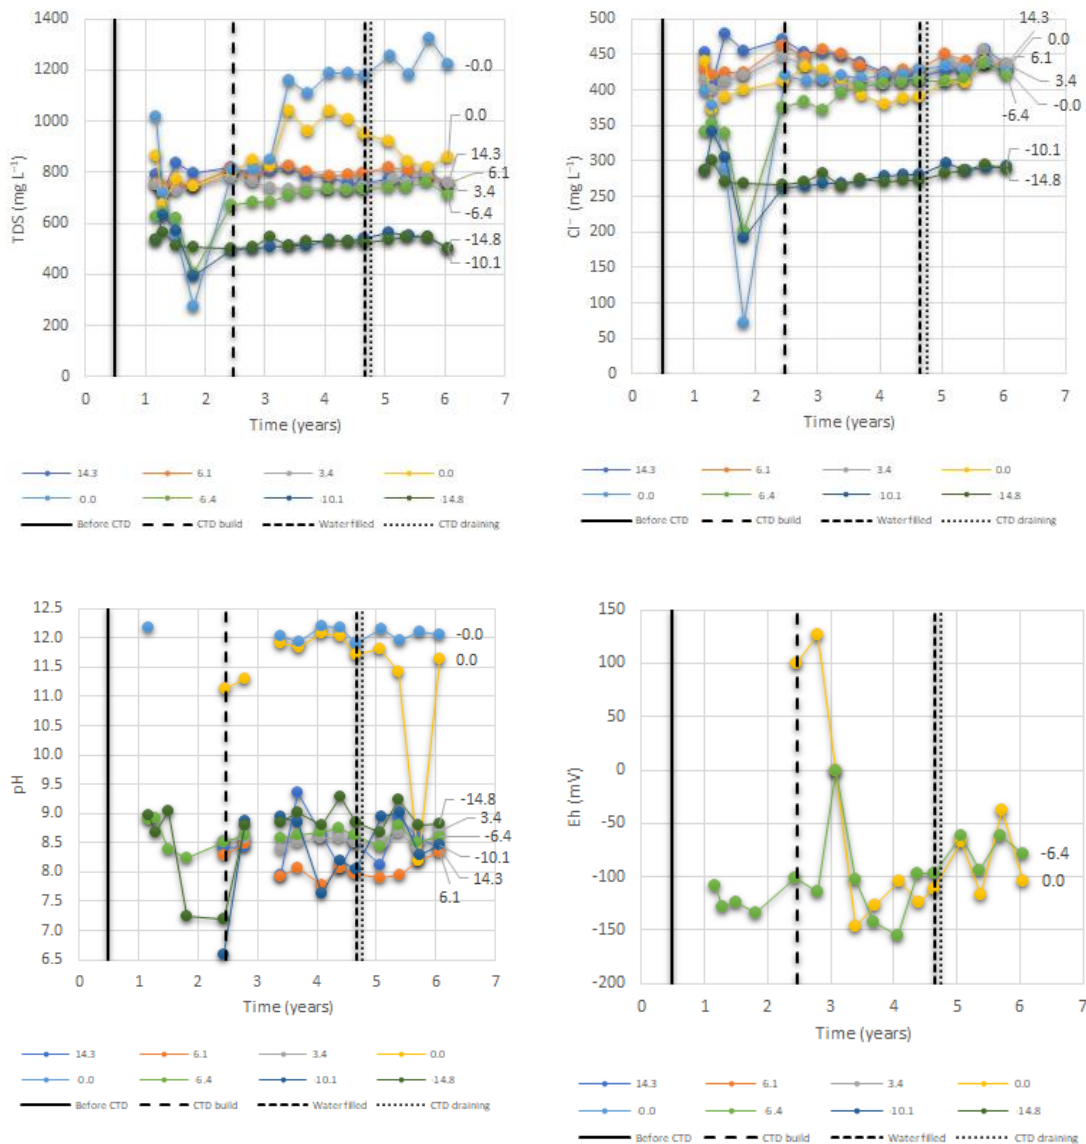 1400
1200
1000
800
600
400
200
0
TDS (mg L⁻¹)
0 1 2 3 4 5 6 7
Time (years)
-0.0
0.0
14.3
6.1
3.4
-6.4
-14.8
-10.1
14.3 6.1 3.4 0.0
-0.0 -6.4 -10.1 -14.8
Before CTD CTD build Water filled CTD draining
500
450
400
350
300
250
200
150
100
50
0
Cl⁻ (mg L⁻¹)
0 1 2 3 4 5 6 7
Time (years)
14.3
0.0
6.1
3.4
-0.0
-6.4
-10.1
-14.8
14.3 6.1 3.4 0.0
-0.0 -6.4 -10.1 -14.8
Before CTD CTD build Water filled CTD draining
12.5
12.0
11.5
11.0
10.5
10.0
9.5
9.0
8.5
8.0
7.5
7.0
6.5
pH
0 1 2 3 4 5 6 7
Time (years)
-0.0
0.0
-14.8
3.4
-6.4
-10.1
14.3
6.1
14.3 6.1 3.4 0.0
-0.0 -6.4 -10.1 -14.8
Before CTD CTD build Water filled CTD draining
150
100
50
0
-50
-100
-150
-200
Eh (mV)
0 1 2 3 4 5 6 7
Time (years)
-6.4
0.0
14.3 6.1 3.4 0.0
-0.0 -6.4 -10.1 -14.8
Before CTD CTD build Water filled CTD draining